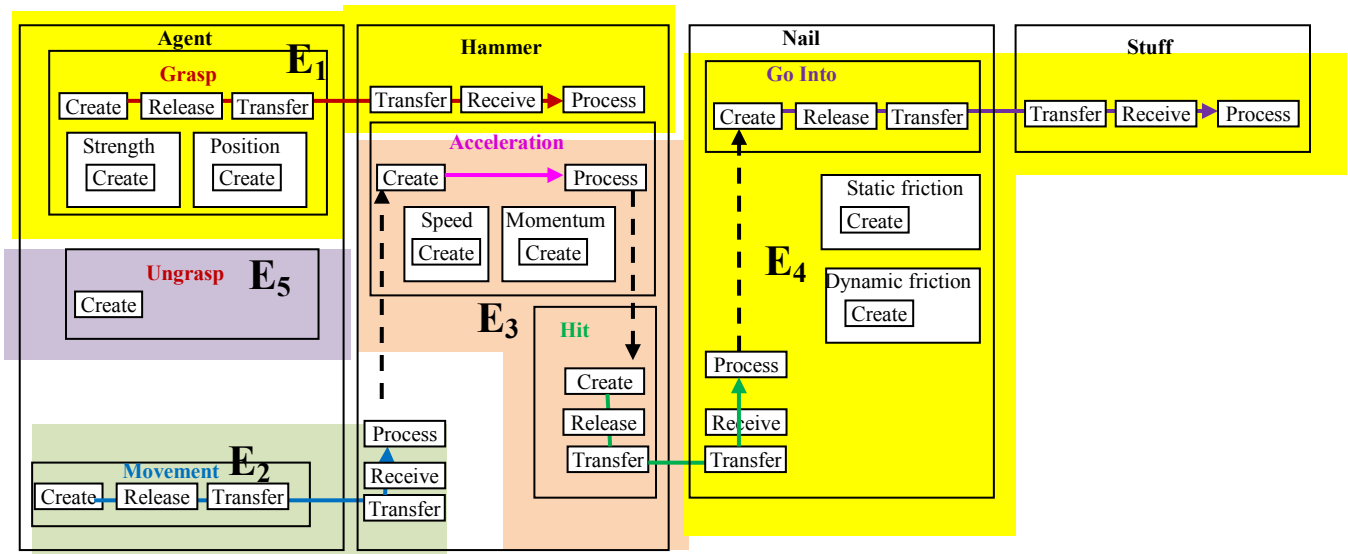 Agent
Grasp
E1
Create
Release
Transfer
Strength
Create
Position
Create
Ungrasp
E5
Create
Movement
E2
Create
Release
Transfer
Hammer
Transfer
Receive
Process
Acceleration
Create
Process
Speed
Create
Momentum
Create
E3
Hit
Create
Release
Transfer
Process
Receive
Transfer
Nail
Go Into
Create
Release
Transfer
Static friction
Create
E4
Dynamic friction
Create
Process
Receive
Transfer
Stuff
Transfer
Receive
Process